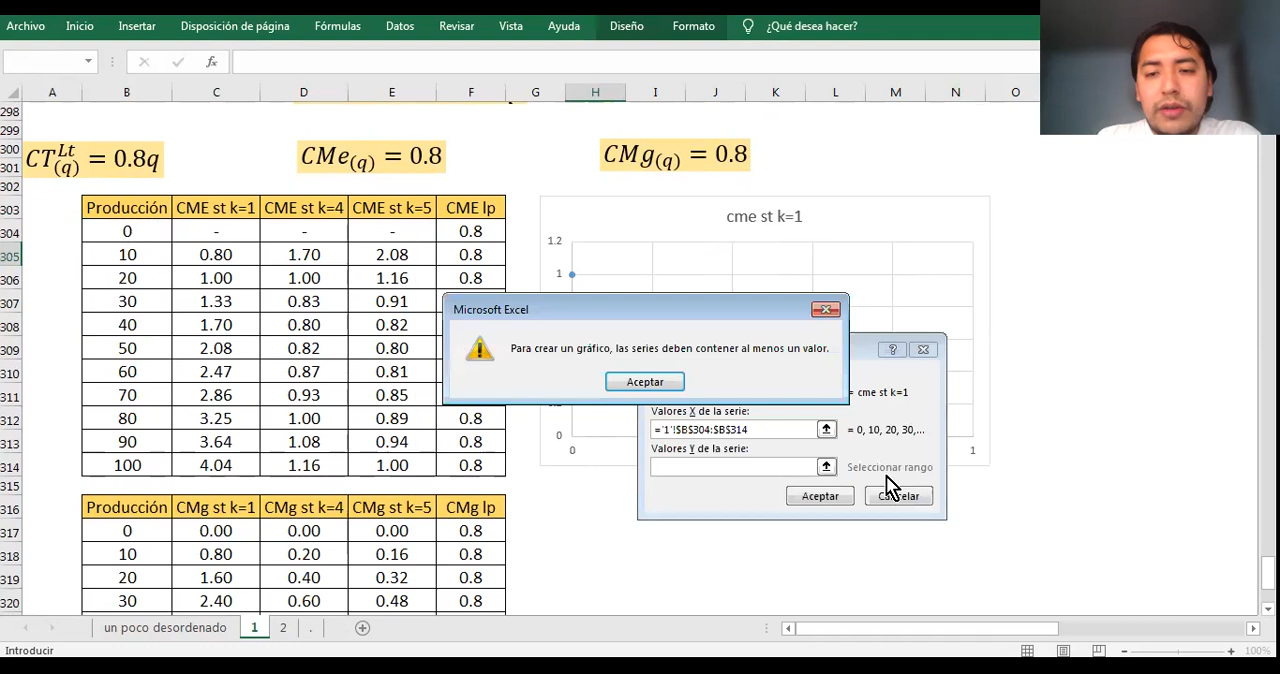 Archivo Inicio Insertar Disposición de página Fórmulas Datos Revisar Vista Ayuda Diseño Formato ¿Qué desea hacer?
fx
A B C D E F G H I J K L M N O
298
299
300
301
302
CT(q)^Lt = 0.8q CMe(q) = 0.8 CMg(q) = 0.8
303 Producción CME st k=1 CME st k=4 CME st k=5 CME lp
304 0 - - - 0.8
305 10 0.80 1.70 2.08 0.8
306 20 1.00 1.00 1.16 0.8
307 30 1.33 0.83 0.91
308 40 1.70 0.80 0.82
309 50 2.08 0.82 0.80
310 60 2.47 0.87 0.81
311 70 2.86 0.93 0.85
312 80 3.25 1.00 0.89 0.8
313 90 3.64 1.08 0.94 0.8
314 100 4.04 1.16 1.00 0.8
315
316 Producción CMg st k=1 CMg st k=4 CMg st k=5 CMg lp
317 0 0.00 0.00 0.00 0.8
318 10 0.80 0.20 0.16 0.8
319 20 1.60 0.40 0.32 0.8
320 30 2.40 0.60 0.48 0.8
cme st k=1
1.2
1
0
0 1
Microsoft Excel
Para crear un gráfico, las series deben contener al menos un valor.
Aceptar
?
= cme st k=1
Valores X de la serie:
='1'!$B$304:$B$314 = 0, 10, 20, 30,...
Valores Y de la serie:
Seleccionar rango
Aceptar Cancelar
un poco desordenado 1 2 .
Introducir 100%